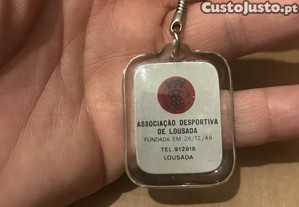 Custojusto.pt
ASSOCIAÇÃO DESPORTIVA
DE LOUSADA
FUNDADA EM 26/12/48
TEL. 912916
LOUSADA